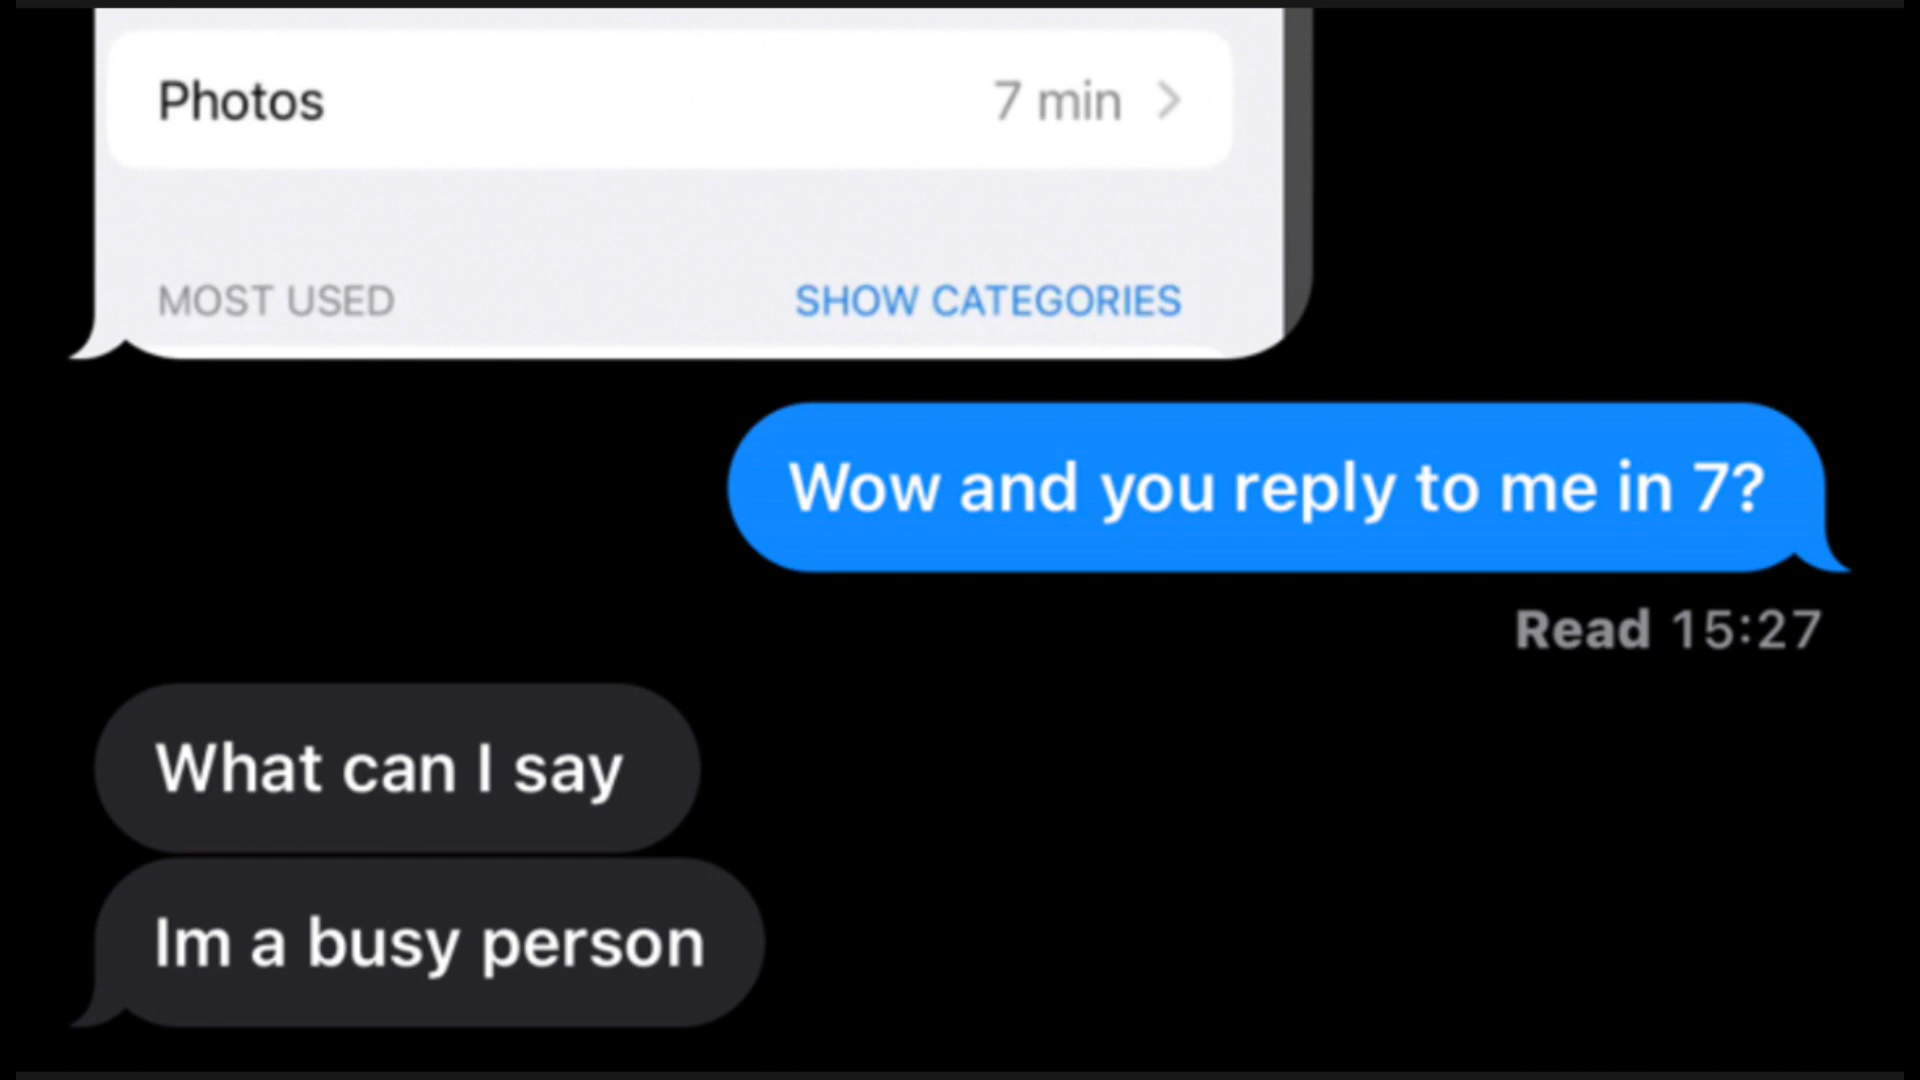 Photos 7 min
MOST USED SHOW CATEGORIES
Wow and you reply to me in 7?
Read 15:27
What can I say
Im a busy person